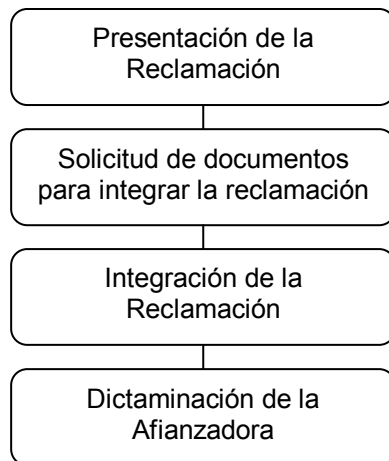 Presentación de la
Reclamación
Solicitud de documentos
para integrar la reclamación
Integración de la
Reclamación
Dictaminación de la
Afianzadora